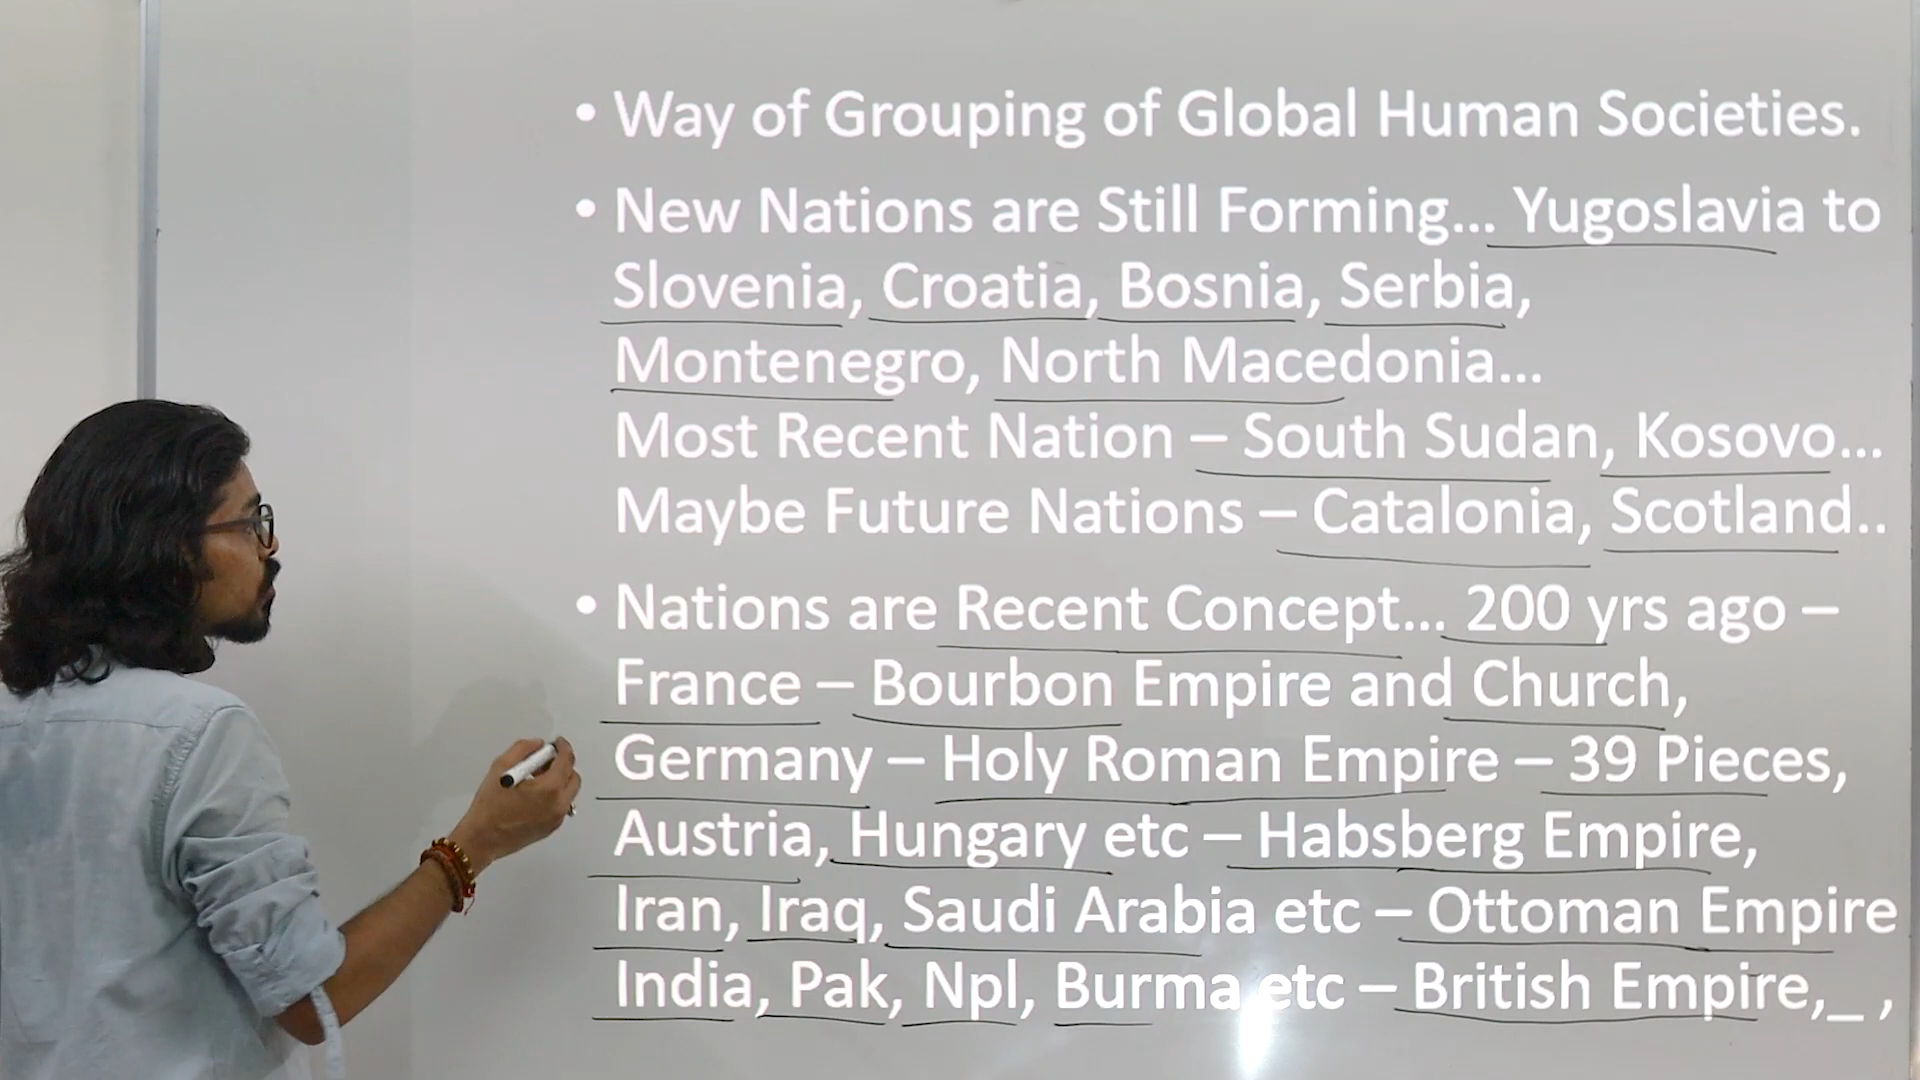 • Way of Grouping of Global Human Societies.
• New Nations are Still Forming... Yugoslavia to
Slovenia, Croatia, Bosnia, Serbia,
Montenegro, North Macedonia...
Most Recent Nation – South Sudan, Kosovo...
Maybe Future Nations – Catalonia, Scotland..
• Nations are Recent Concept... 200 yrs ago –
France – Bourbon Empire and Church,
Germany – Holy Roman Empire – 39 Pieces,
Austria, Hungary etc – Habsberg Empire,
Iran, Iraq, Saudi Arabia etc – Ottoman Empire
India, Pak, Npl, Burma etc – British Empire,_ ,